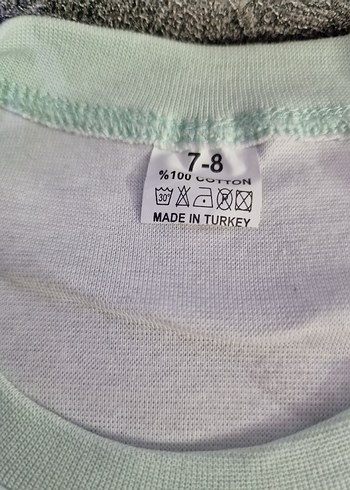 7-8
%100 COTTON
30°
P
MADE IN TURKEY